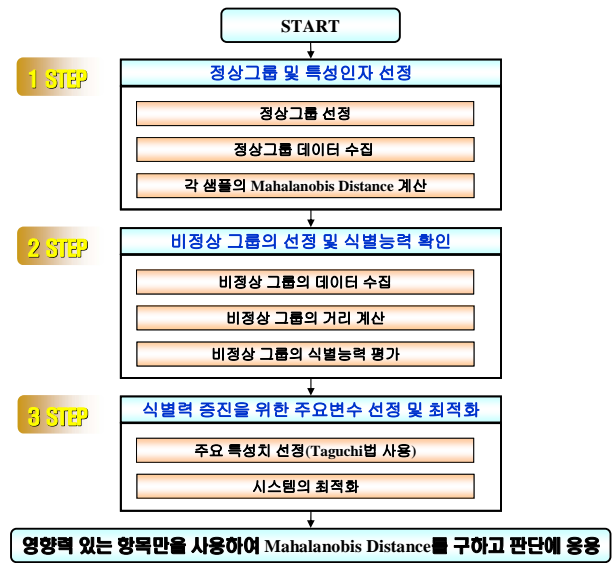 START
1 STEP
정상그룹 및 특성인자 선정
정상그룹 선정
정상그룹 데이터 수집
각 샘플의 Mahalanobis Distance 계산
2 STEP
비정상 그룹의 선정 및 식별능력 확인
비정상 그룹의 데이터 수집
비정상 그룹의 거리 계산
비정상 그룹의 식별능력 평가
3 STEP
식별력 증진을 위한 주요변수 선정 및 최적화
주요 특성치 선정(Taguchi법 사용)
시스템의 최적화
영향력 있는 항목만을 사용하여 Mahalanobis Distance를 구하고 판단에 응용